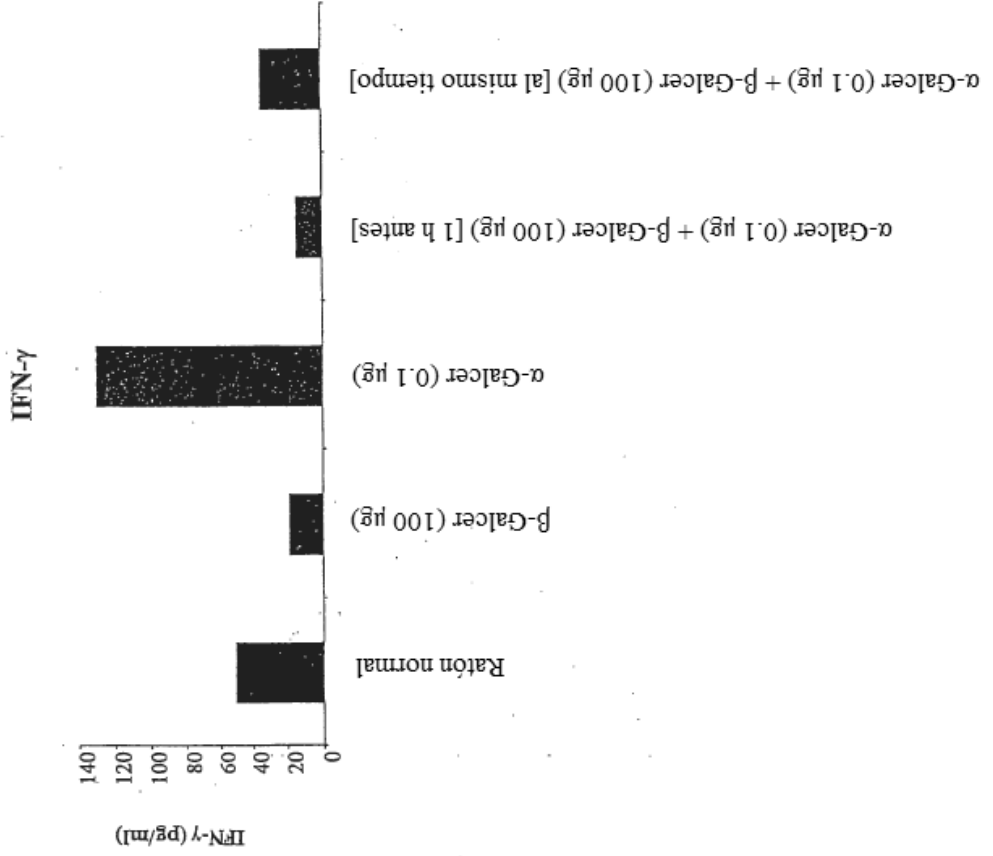 IFN-γ
IFN-γ (pg/ml)
140
120
100
80
60
40
20
0
Ratón normal
β-Galcer (100 µg)
α-Galcer (0.1 µg)
α-Galcer (0.1 µg) + β-Galcer (100 µg) [1 h antes]
α-Galcer (0.1 µg) + β-Galcer (100 µg) [al mismo tiempo]